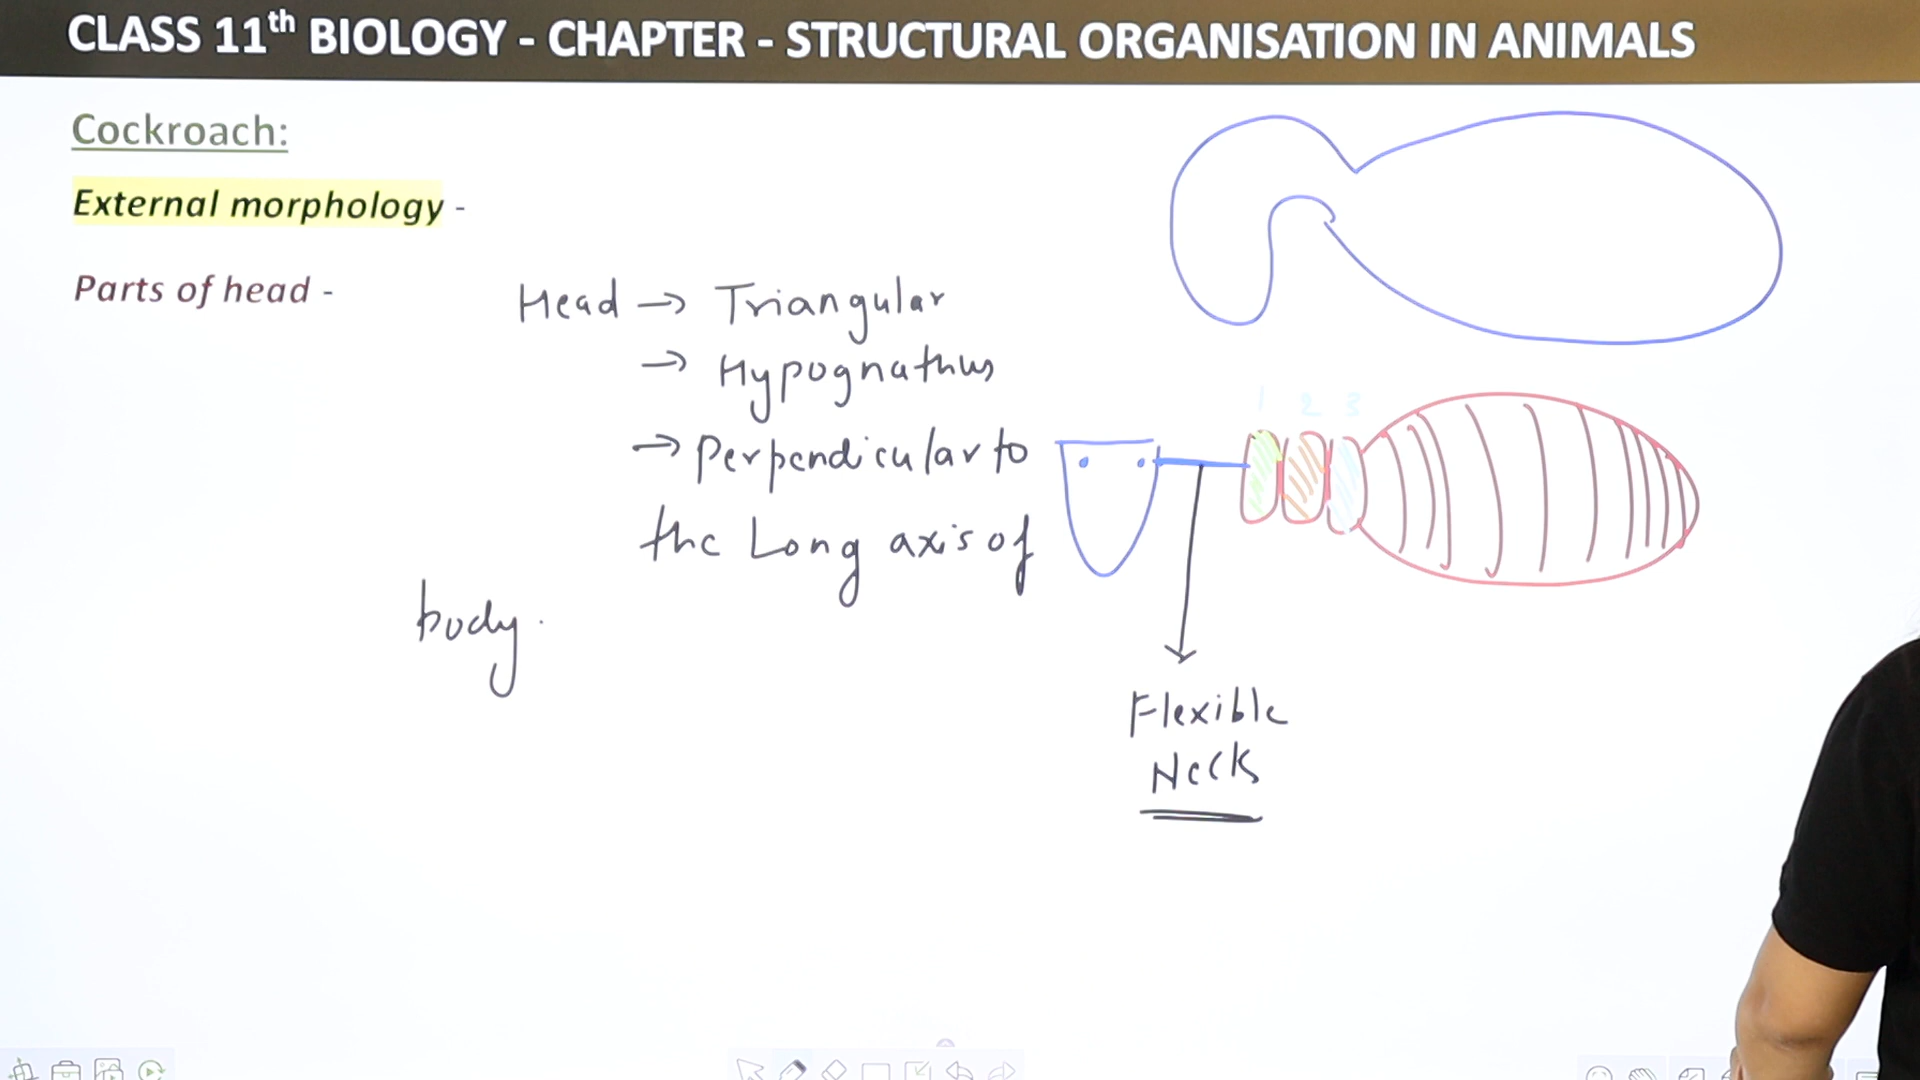 CLASS 11th BIOLOGY - CHAPTER - STRUCTURAL ORGANISATION IN ANIMALS
Cockroach:
External morphology -
Parts of head -
Head → Triangular
→ Hypognathus
→ Perpendicular to
the Long axis of
body.
1 2 3
Flexible
Neck